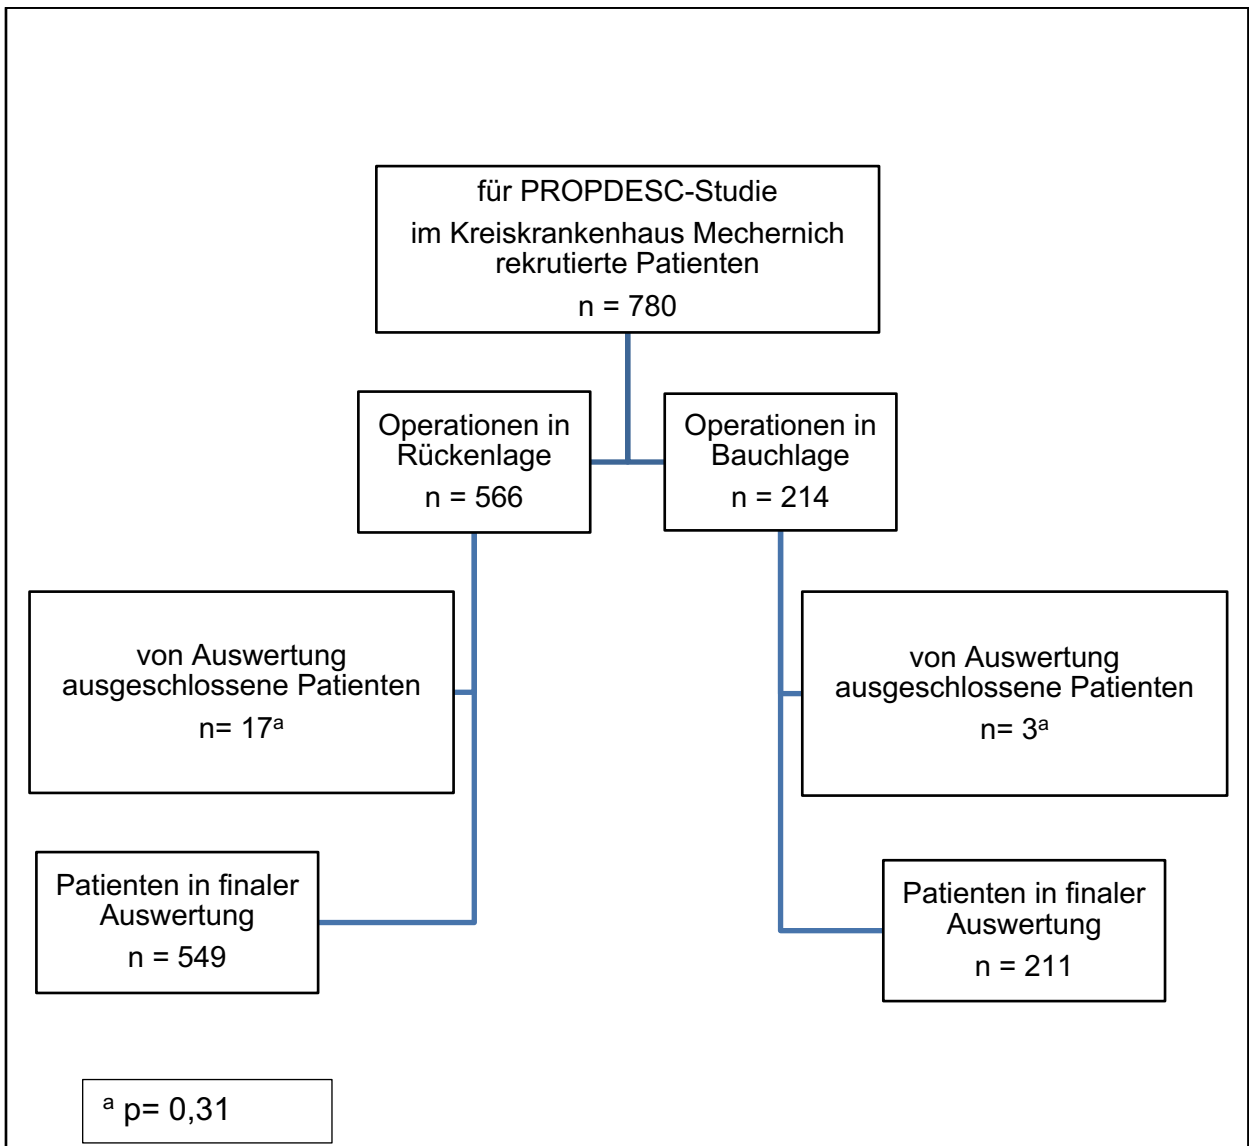 für PROPDESC-Studie
im Kreiskrankenhaus Mechernich
rekrutierte Patienten
n = 780
Operationen in
Rückenlage
n = 566
Operationen in
Bauchlage
n = 214
von Auswertung
ausgeschlossene Patienten
n= 17ᵃ
von Auswertung
ausgeschlossene Patienten
n= 3ᵃ
Patienten in finaler
Auswertung
n = 549
Patienten in finaler
Auswertung
n = 211
ᵃ p= 0,31